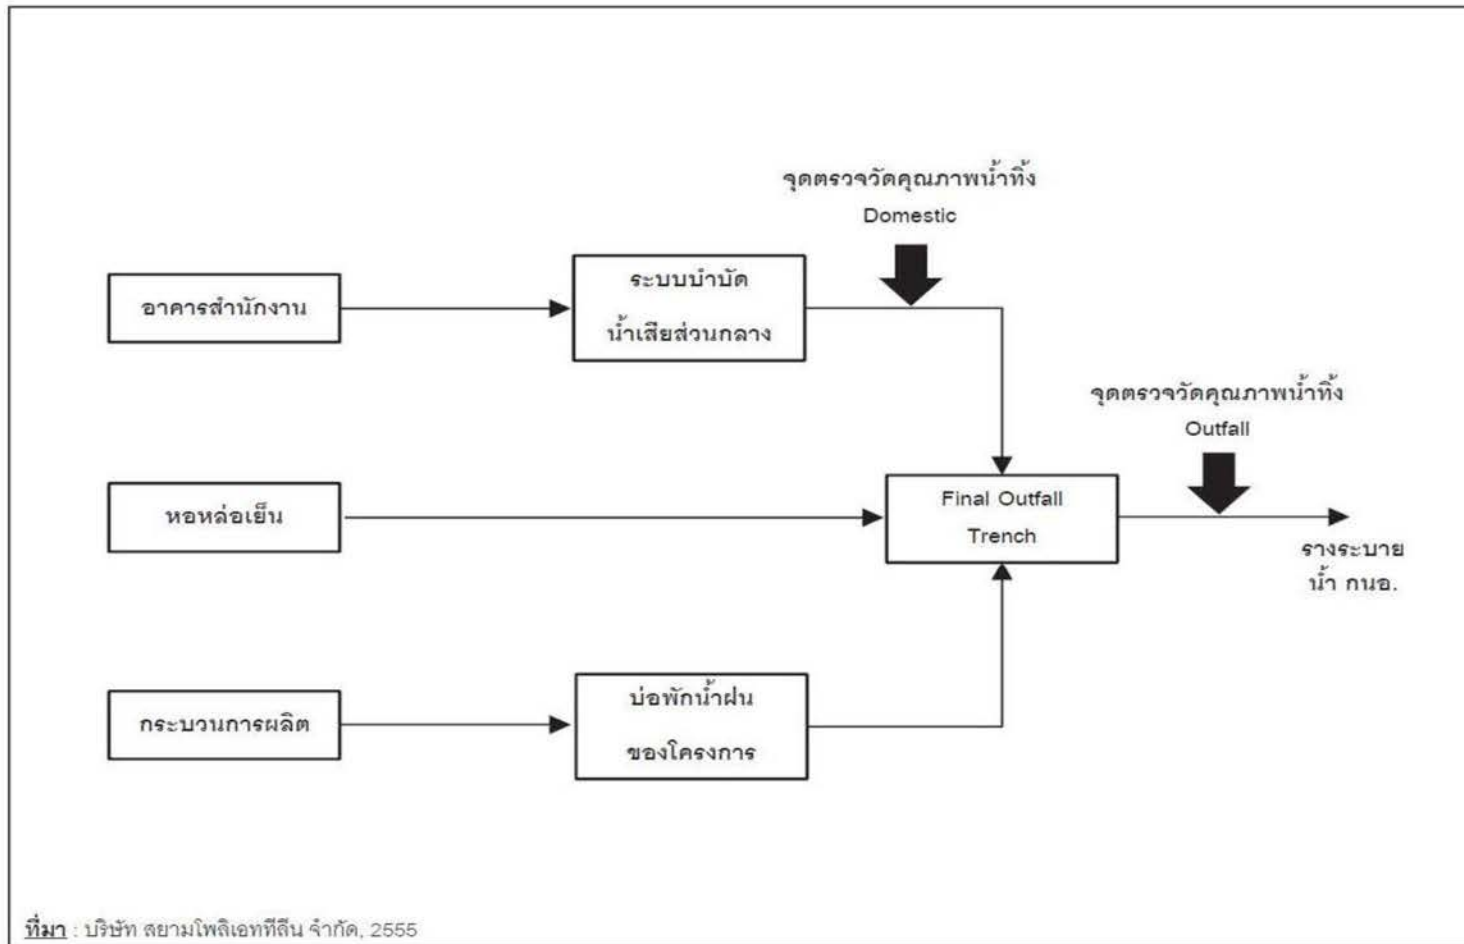 จุดตรวจวัดคุณภาพน้ำทิ้ง
Domestic
อาคารสำนักงาน
ระบบบำบัด
น้ำเสียส่วนกลาง
จุดตรวจวัดคุณภาพน้ำทิ้ง
Outfall
หอหล่อเย็น
Final Outfall
Trench
รางระบาย
น้ำ กนอ.
กระบวนการผลิต
บ่อพักน้ำฝน
ของโครงการ
ที่มา : บริษัท สยามโพลิเอททีลีน จำกัด, 2555